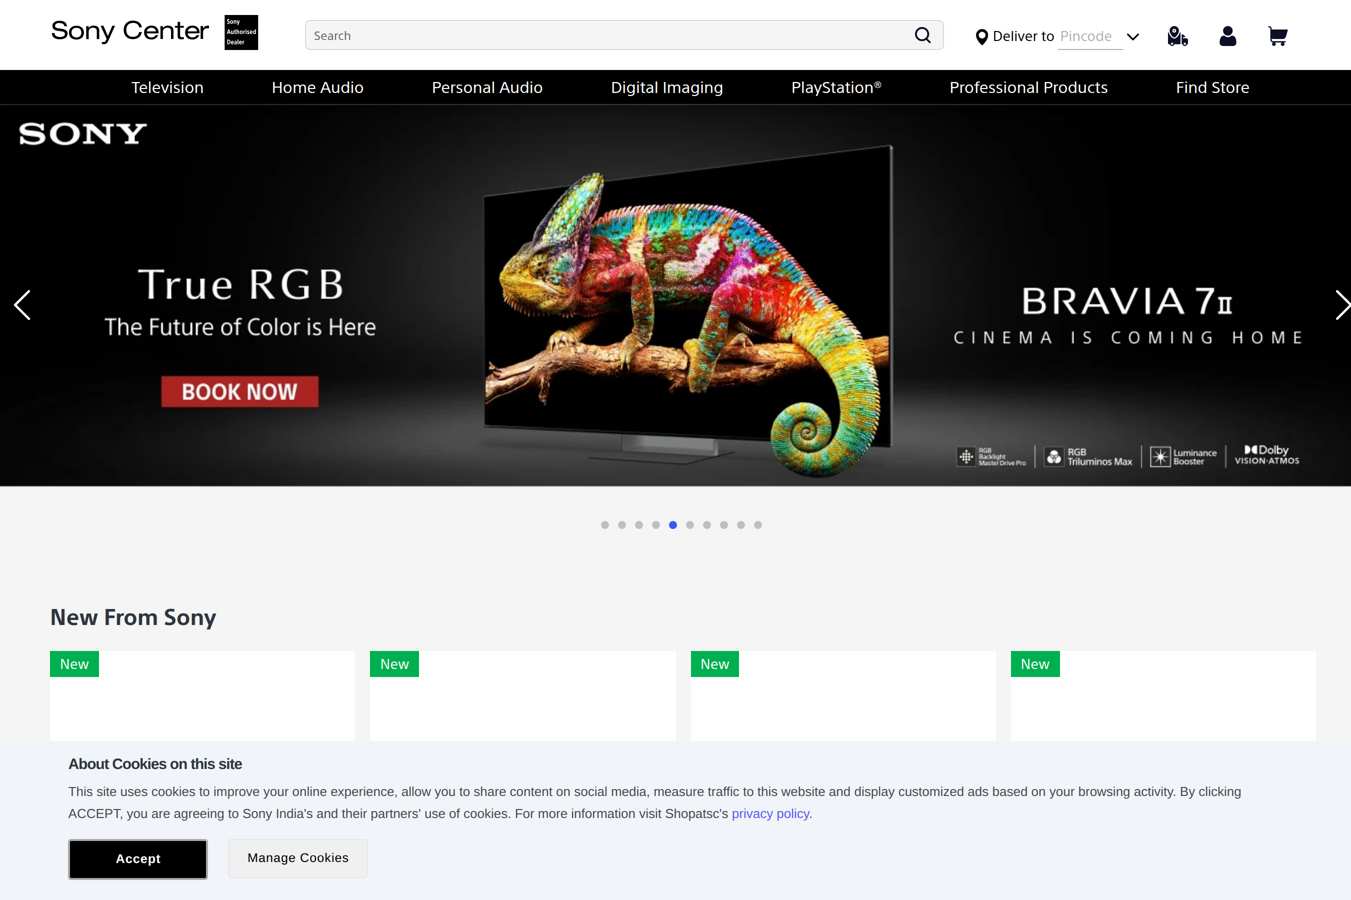 Sony Center
Sony
Authorised
Dealer
Search
Deliver to Pincode
Television
Home Audio
Personal Audio
Digital Imaging
PlayStation®
Professional Products
Find Store
SONY
True RGB
The Future of Color is Here
BOOK NOW
BRAVIA 7II
CINEMA IS COMING HOME
RGB
Backlight
Master Drive Pro
RGB
Triluminos Max
Luminance
Booster
Dolby
VISION·ATMOS
New From Sony
New
New
New
New
About Cookies on this site
This site uses cookies to improve your online experience, allow you to share content on social media, measure traffic to this website and display customized ads based on your browsing activity. By clicking
ACCEPT, you are agreeing to Sony India's and their partners' use of cookies. For more information visit Shopatsc's privacy policy.
Accept
Manage Cookies